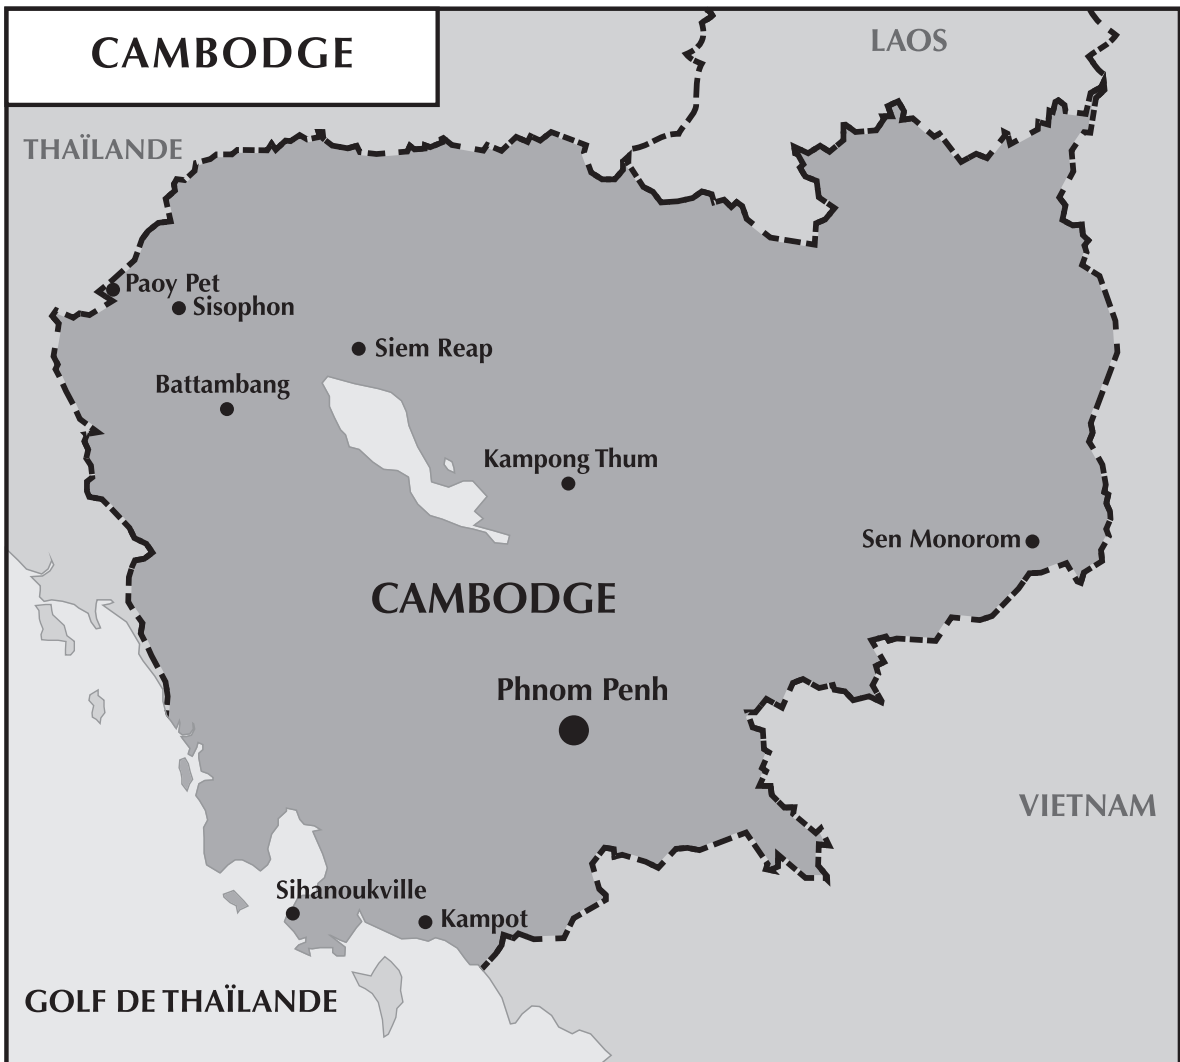 CAMBODGE
LAOS
THAÏLANDE
Paoy Pet
Sisophon
Siem Reap
Battambang
Kampong Thum
Sen Monorom
CAMBODGE
Phnom Penh
VIETNAM
Sihanoukville
Kampot
GOLF DE THAÏLANDE